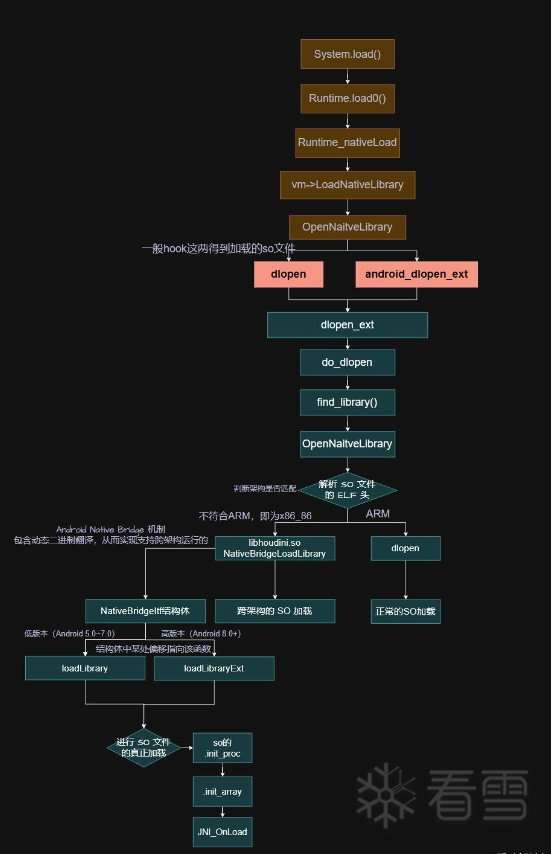 System.load()
Runtime.load0()
Runtime_nativeLoad
vm->LoadNativeLibrary
OpenNaitveLibrary
一般hook这两得到加载的so文件
dlopen
android_dlopen_ext
dlopen_ext
do_dlopen
find_library()
OpenNaitveLibrary
判断架构是否匹配
解析 SO 文件
的 ELF 头
不符合ARM，即为x86_86
ARM
Android Native Bridge 机制
包含动态二进制翻译，从而实现支持跨架构运行的
libhoudini.so
NativeBridgeLoadLibrary
dlopen
NativeBridgeItf结构体
跨架构的 SO 加载
正常的SO加载
低版本（Android 5.0~7.0）
高版本（Android 8.0+）
结构体中某处偏移指向该函数
loadLibrary
loadLibraryExt
进行 SO 文件
的真正加载
so的
.init_proc
.init_array
JNI_OnLoad
看雪